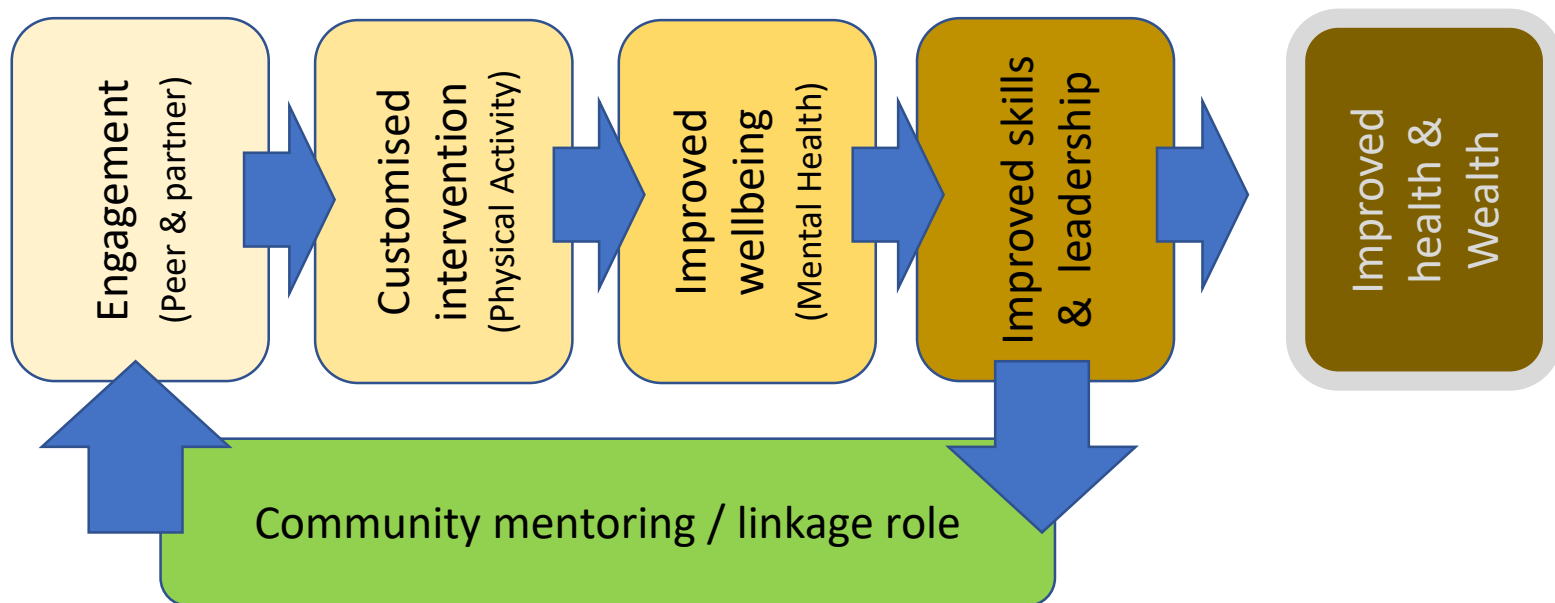 Engagement
(Peer & partner)
Customised
intervention
(Physical Activity)
Improved
wellbeing
(Mental Health)
Improved skills
& leadership
Improved
health &
Wealth
Community mentoring / linkage role